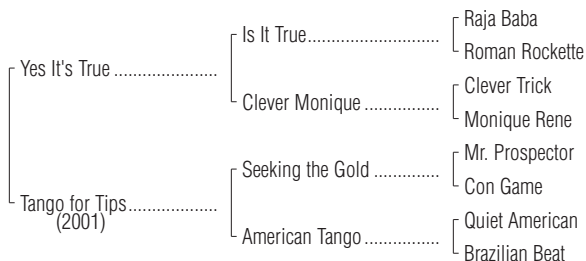 Raja Baba
Is It True
Roman Rockette
Yes It's True
Clever Trick
Clever Monique
Monique Rene
Mr. Prospector
Seeking the Gold
Con Game
Tango for Tips
(2001)
Quiet American
American Tango
Brazilian Beat